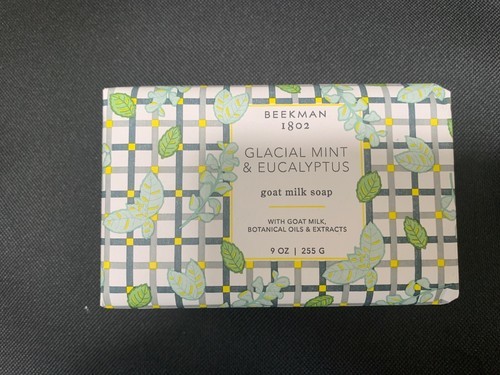 BEEKMAN
1802
GLACIAL MINT
& EUCALYPTUS
goat milk soap
WITH GOAT MILK,
BOTANICAL OILS & EXTRACTS
9 OZ | 255 G